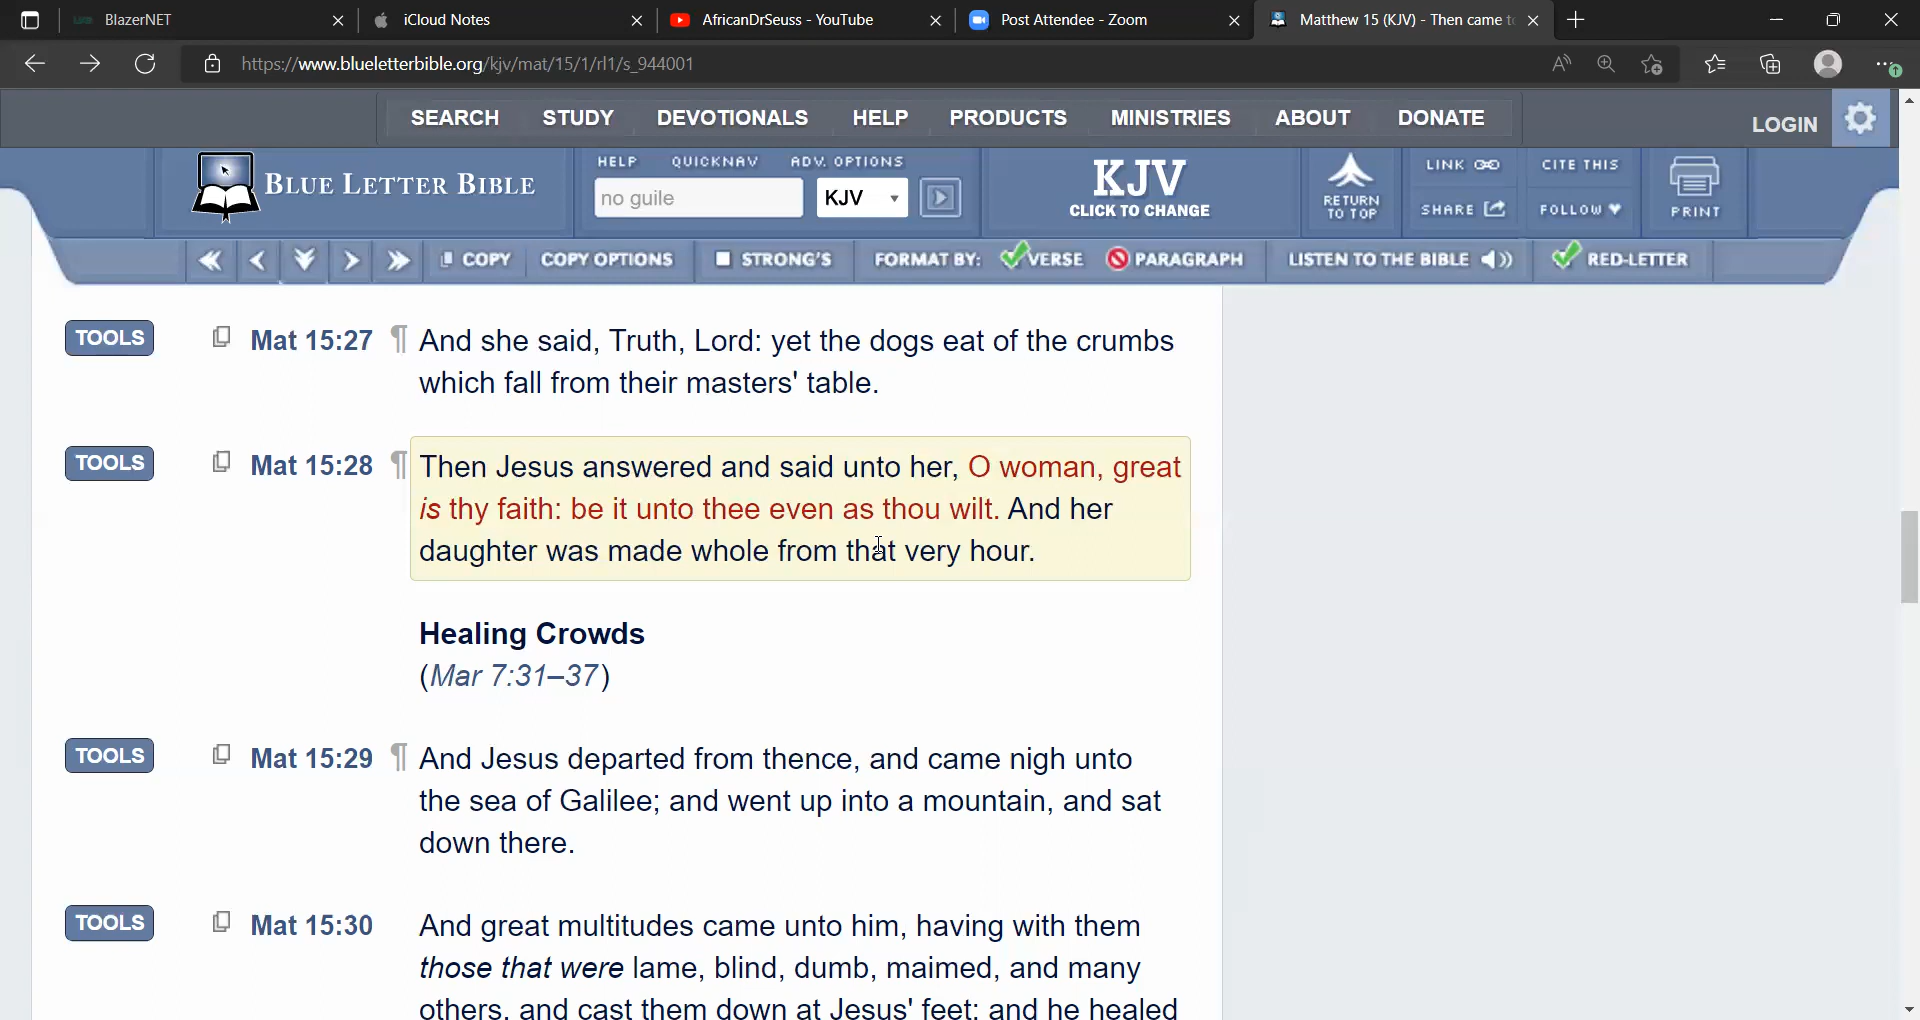 BlazerNET
iCloud Notes
AfricanDrSeuss - YouTube
Post Attendee - Zoom
Matthew 15 (KJV) - Then came t
https://www.blueletterbible.org/kjv/mat/15/1/rl1/s_944001
SEARCH STUDY DEVOTIONALS HELP PRODUCTS MINISTRIES ABOUT DONATE
LOGIN
BLUE LETTER BIBLE
HELP QUICKNAV ADV. OPTIONS
no guile
KJV
KJV
CLICK TO CHANGE
RETURN
TO TOP
LINK
SHARE
CITE THIS
FOLLOW
PRINT
COPY COPY OPTIONS STRONG'S FORMAT BY: VERSE PARAGRAPH LISTEN TO THE BIBLE RED-LETTER
TOOLS Mat 15:27 ¶ And she said, Truth, Lord: yet the dogs eat of the crumbs
which fall from their masters' table.
TOOLS Mat 15:28 ¶ Then Jesus answered and said unto her, O woman, great
is thy faith: be it unto thee even as thou wilt. And her
daughter was made whole from that very hour.
Healing Crowds
(Mar 7:31–37)
TOOLS Mat 15:29 ¶ And Jesus departed from thence, and came nigh unto
the sea of Galilee; and went up into a mountain, and sat
down there.
TOOLS Mat 15:30 And great multitudes came unto him, having with them
those that were lame, blind, dumb, maimed, and many
others, and cast them down at Jesus' feet; and he healed